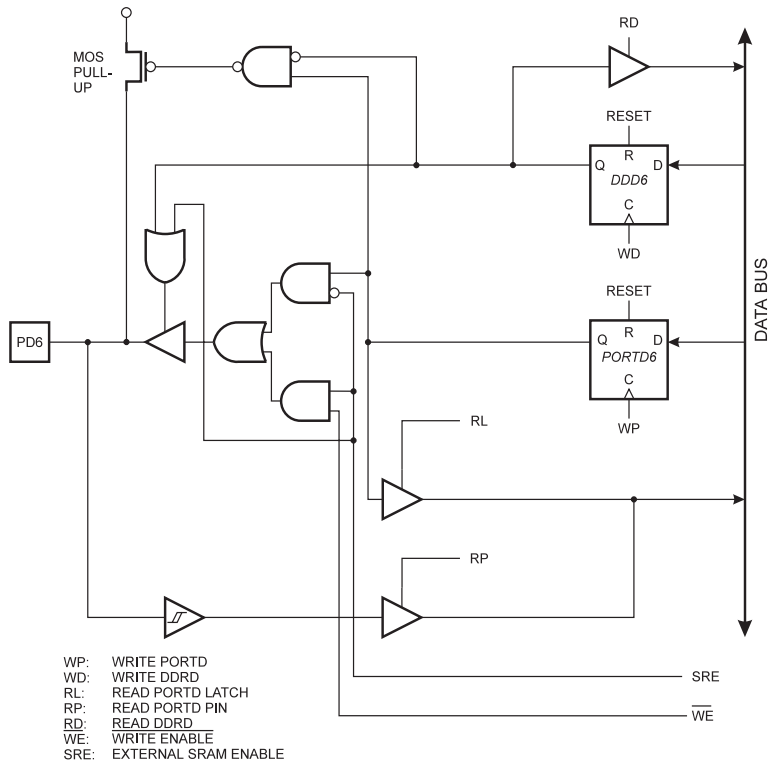 RD
MOS
PULL-
UP
RESET
R
Q
D
DDD6
C
WD
DATA BUS
RESET
R
Q
D
PD6
PORTD6
C
WP
RL
RP
WP: WRITE PORTD
WD: WRITE DDRD
RL: READ PORTD LATCH
RP: READ PORTD PIN
RD: READ DDRD
WE: WRITE ENABLE
SRE: EXTERNAL SRAM ENABLE
SRE
WE